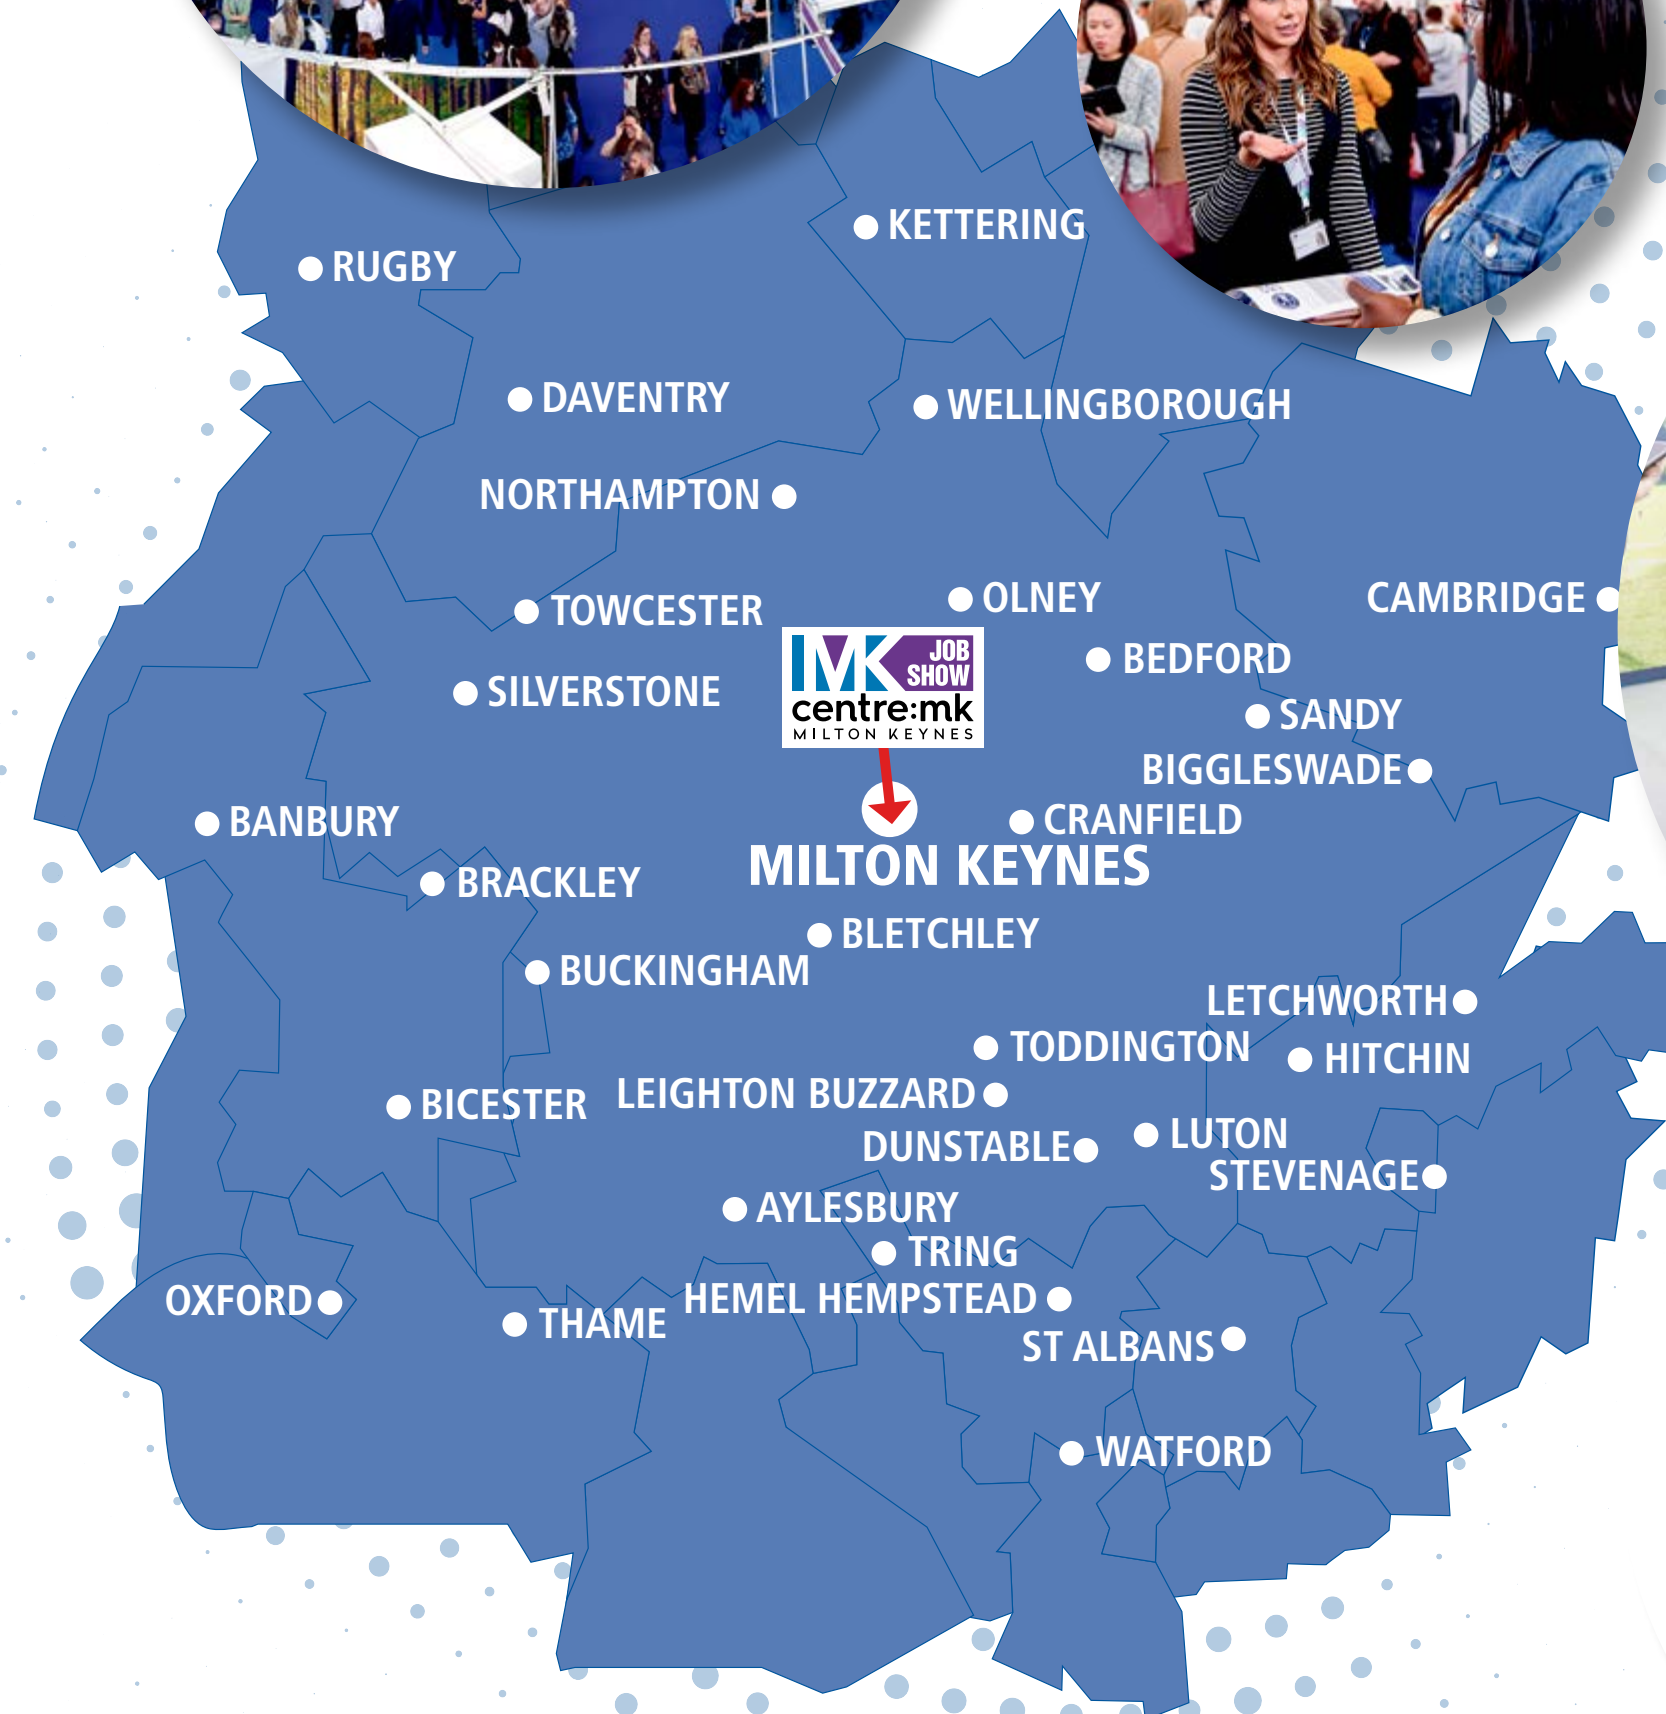 KETTERING
RUGBY
DAVENTRY
WELLINGBOROUGH
NORTHAMPTON
CAMBRIDGE
OLNEY
TOWCESTER
MK JOB
SHOW
centre:mk
MILTON KEYNES
BEDFORD
SILVERSTONE
SANDY
BIGGLESWADE
BANBURY
CRANFIELD
MILTON KEYNES
BRACKLEY
BLETCHLEY
BUCKINGHAM
LETCHWORTH
TODDINGTON
HITCHIN
LEIGHTON BUZZARD
BICESTER
LUTON
DUNSTABLE
STEVENAGE
AYLESBURY
TRING
HEMEL HEMPSTEAD
OXFORD
THAME
ST ALBANS
WATFORD